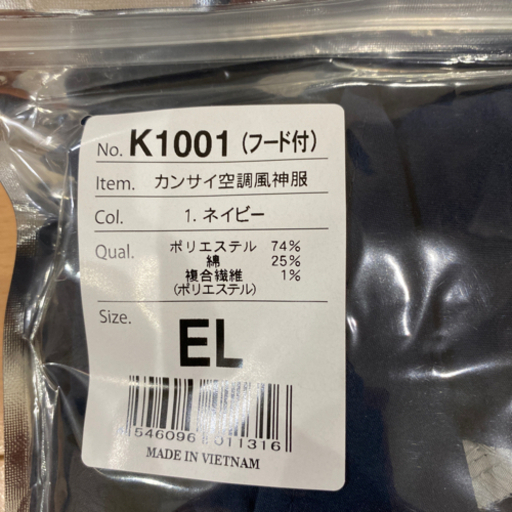 No. K1001 (フード付)
Item. カンサイ空調風神服
Col. 1. ネイビー
Qual. ポリエステル 74%
綿 25%
複合繊維 1%
(ポリエステル)
Size. EL
546096 011316
MADE IN VIETNAM